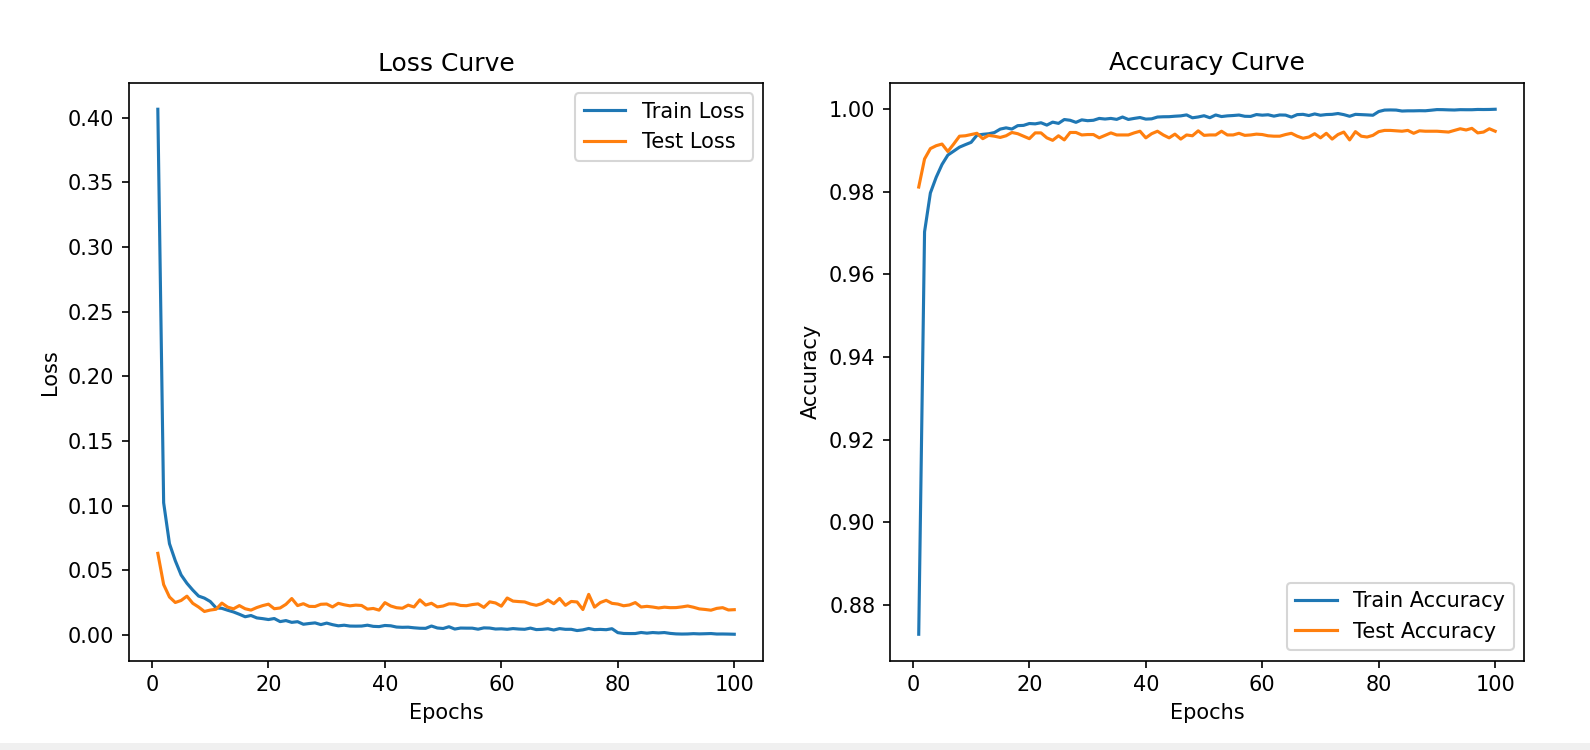 Loss Curve
0.40
0.35
0.30
0.25
0.20
0.15
0.10
0.05
0.00
Loss
0 20 40 60 80 100
Epochs
Train Loss
Test Loss
Accuracy Curve
1.00
0.98
0.96
0.94
0.92
0.90
0.88
Accuracy
0 20 40 60 80 100
Epochs
Train Accuracy
Test Accuracy